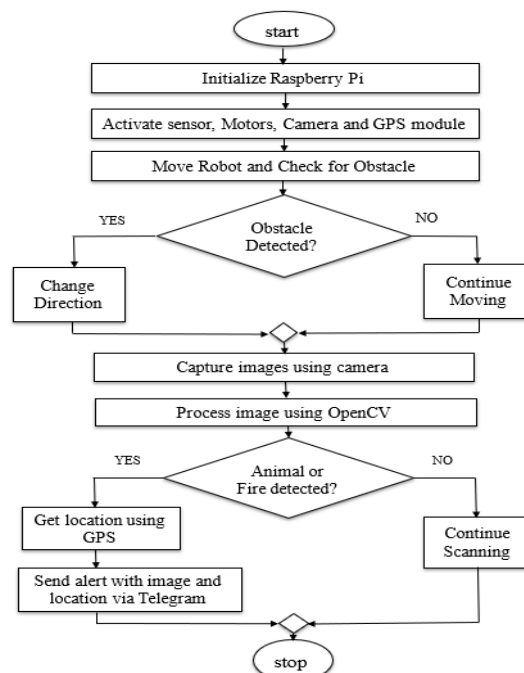 start
Initialize Raspberry Pi
Activate sensor, Motors, Camera and GPS module
Move Robot and Check for Obstacle
YES
Obstacle
Detected?
NO
Change
Direction
Continue
Moving
Capture images using camera
Process image using OpenCV
YES
Animal or
Fire detected?
NO
Get location using
GPS
Continue
Scanning
Send alert with image and
location via Telegram
stop